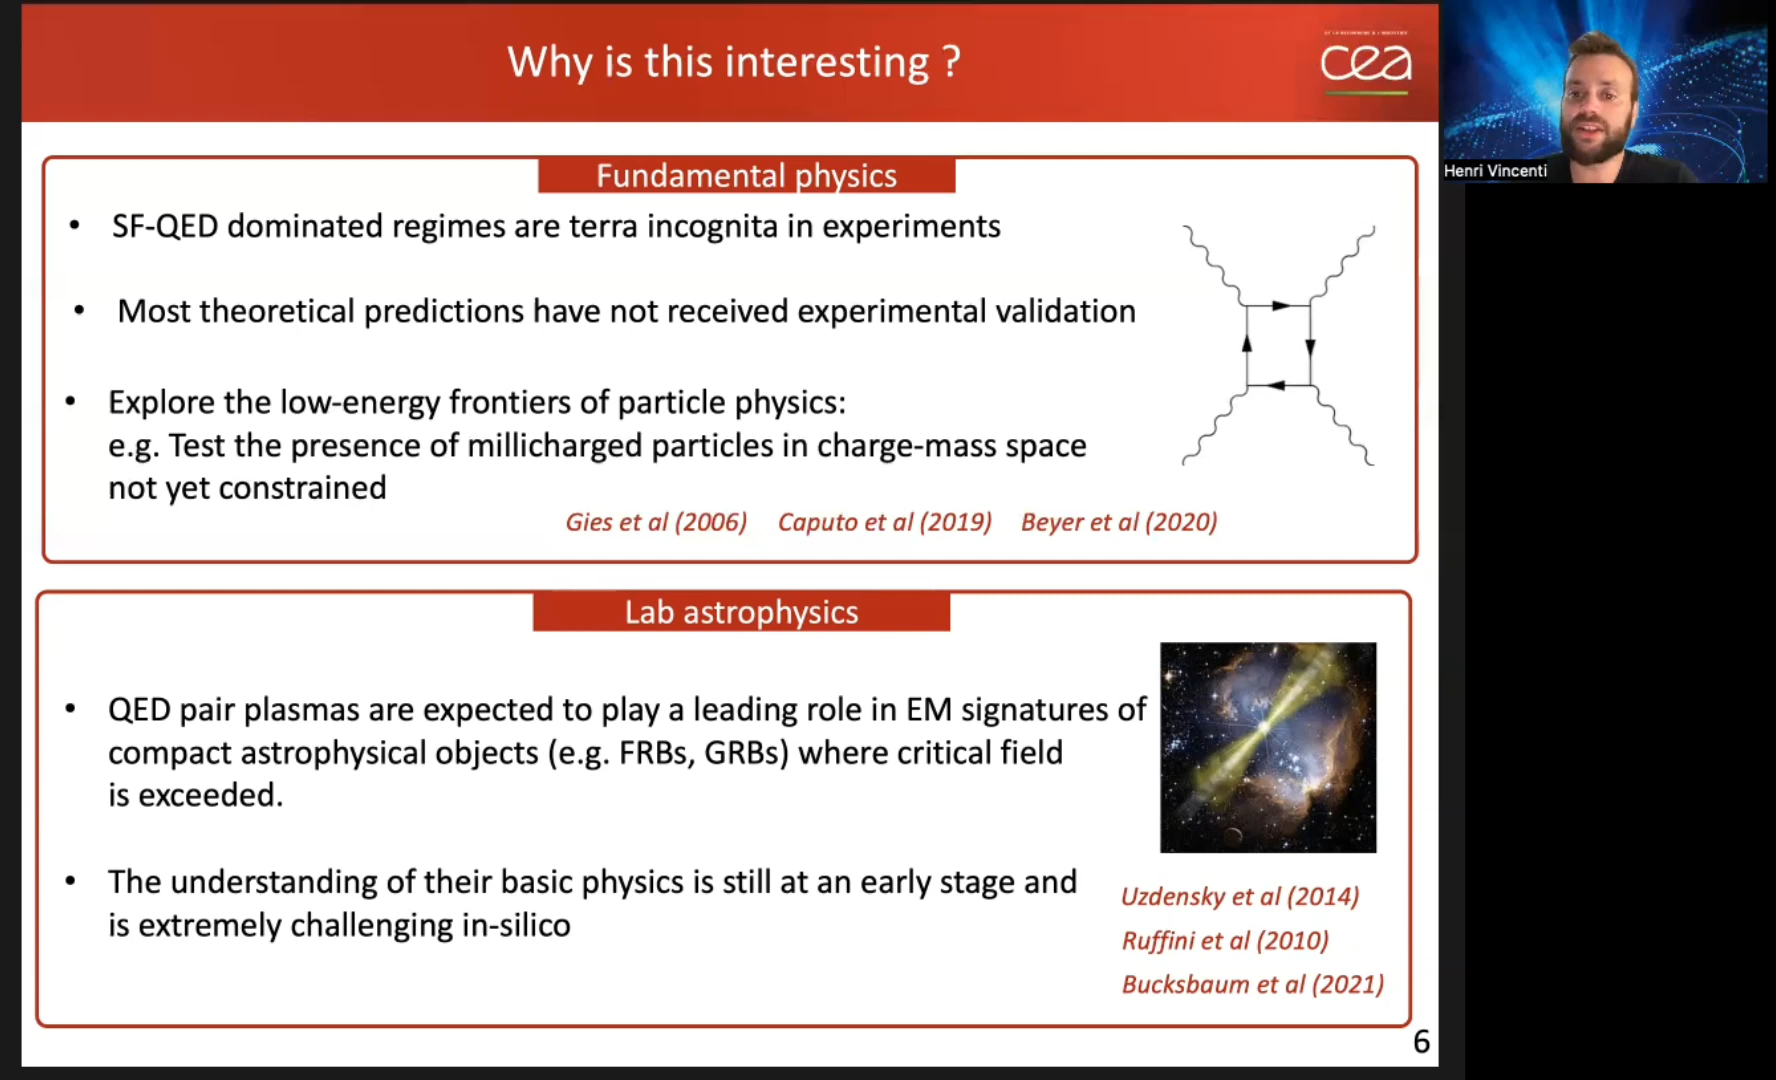 Why is this interesting ?
cea
Henri Vincenti
Fundamental physics
• SF-QED dominated regimes are terra incognita in experiments
• Most theoretical predictions have not received experimental validation
• Explore the low-energy frontiers of particle physics:
e.g. Test the presence of millicharged particles in charge-mass space
not yet constrained
Gies et al (2006) Caputo et al (2019) Beyer et al (2020)
Lab astrophysics
• QED pair plasmas are expected to play a leading role in EM signatures of
compact astrophysical objects (e.g. FRBs, GRBs) where critical field
is exceeded.
• The understanding of their basic physics is still at an early stage and
is extremely challenging in-silico
Uzdensky et al (2014)
Ruffini et al (2010)
Bucksbaum et al (2021)
6